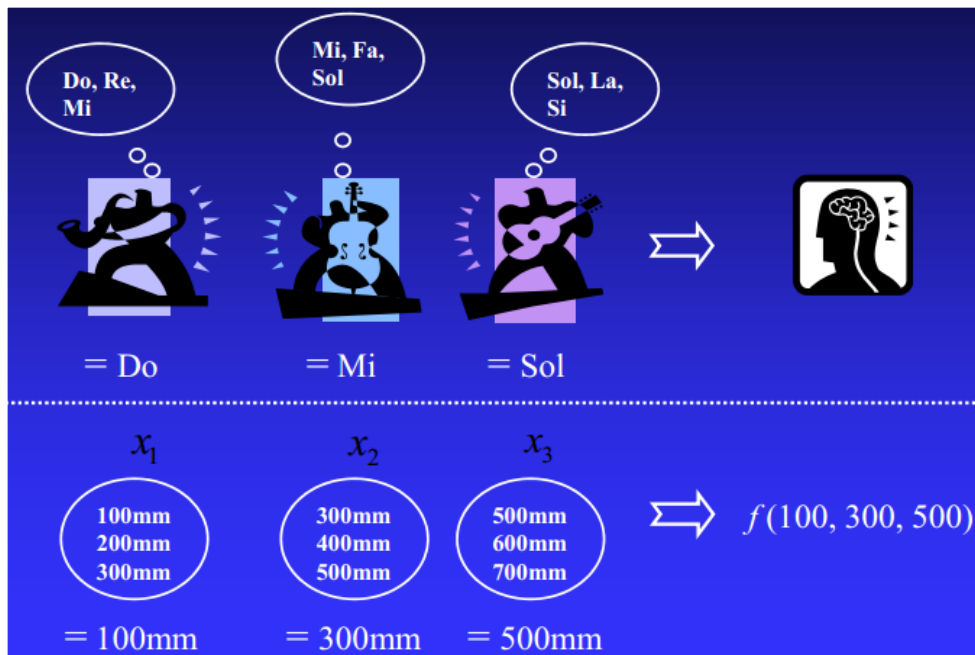 Do, Re,
Mi
Mi, Fa,
Sol
Sol, La,
Si
= Do
= Mi
= Sol
x₁
x₂
x₃
100mm
200mm
300mm
300mm
400mm
500mm
500mm
600mm
700mm
f (100, 300, 500)
= 100mm
= 300mm
= 500mm